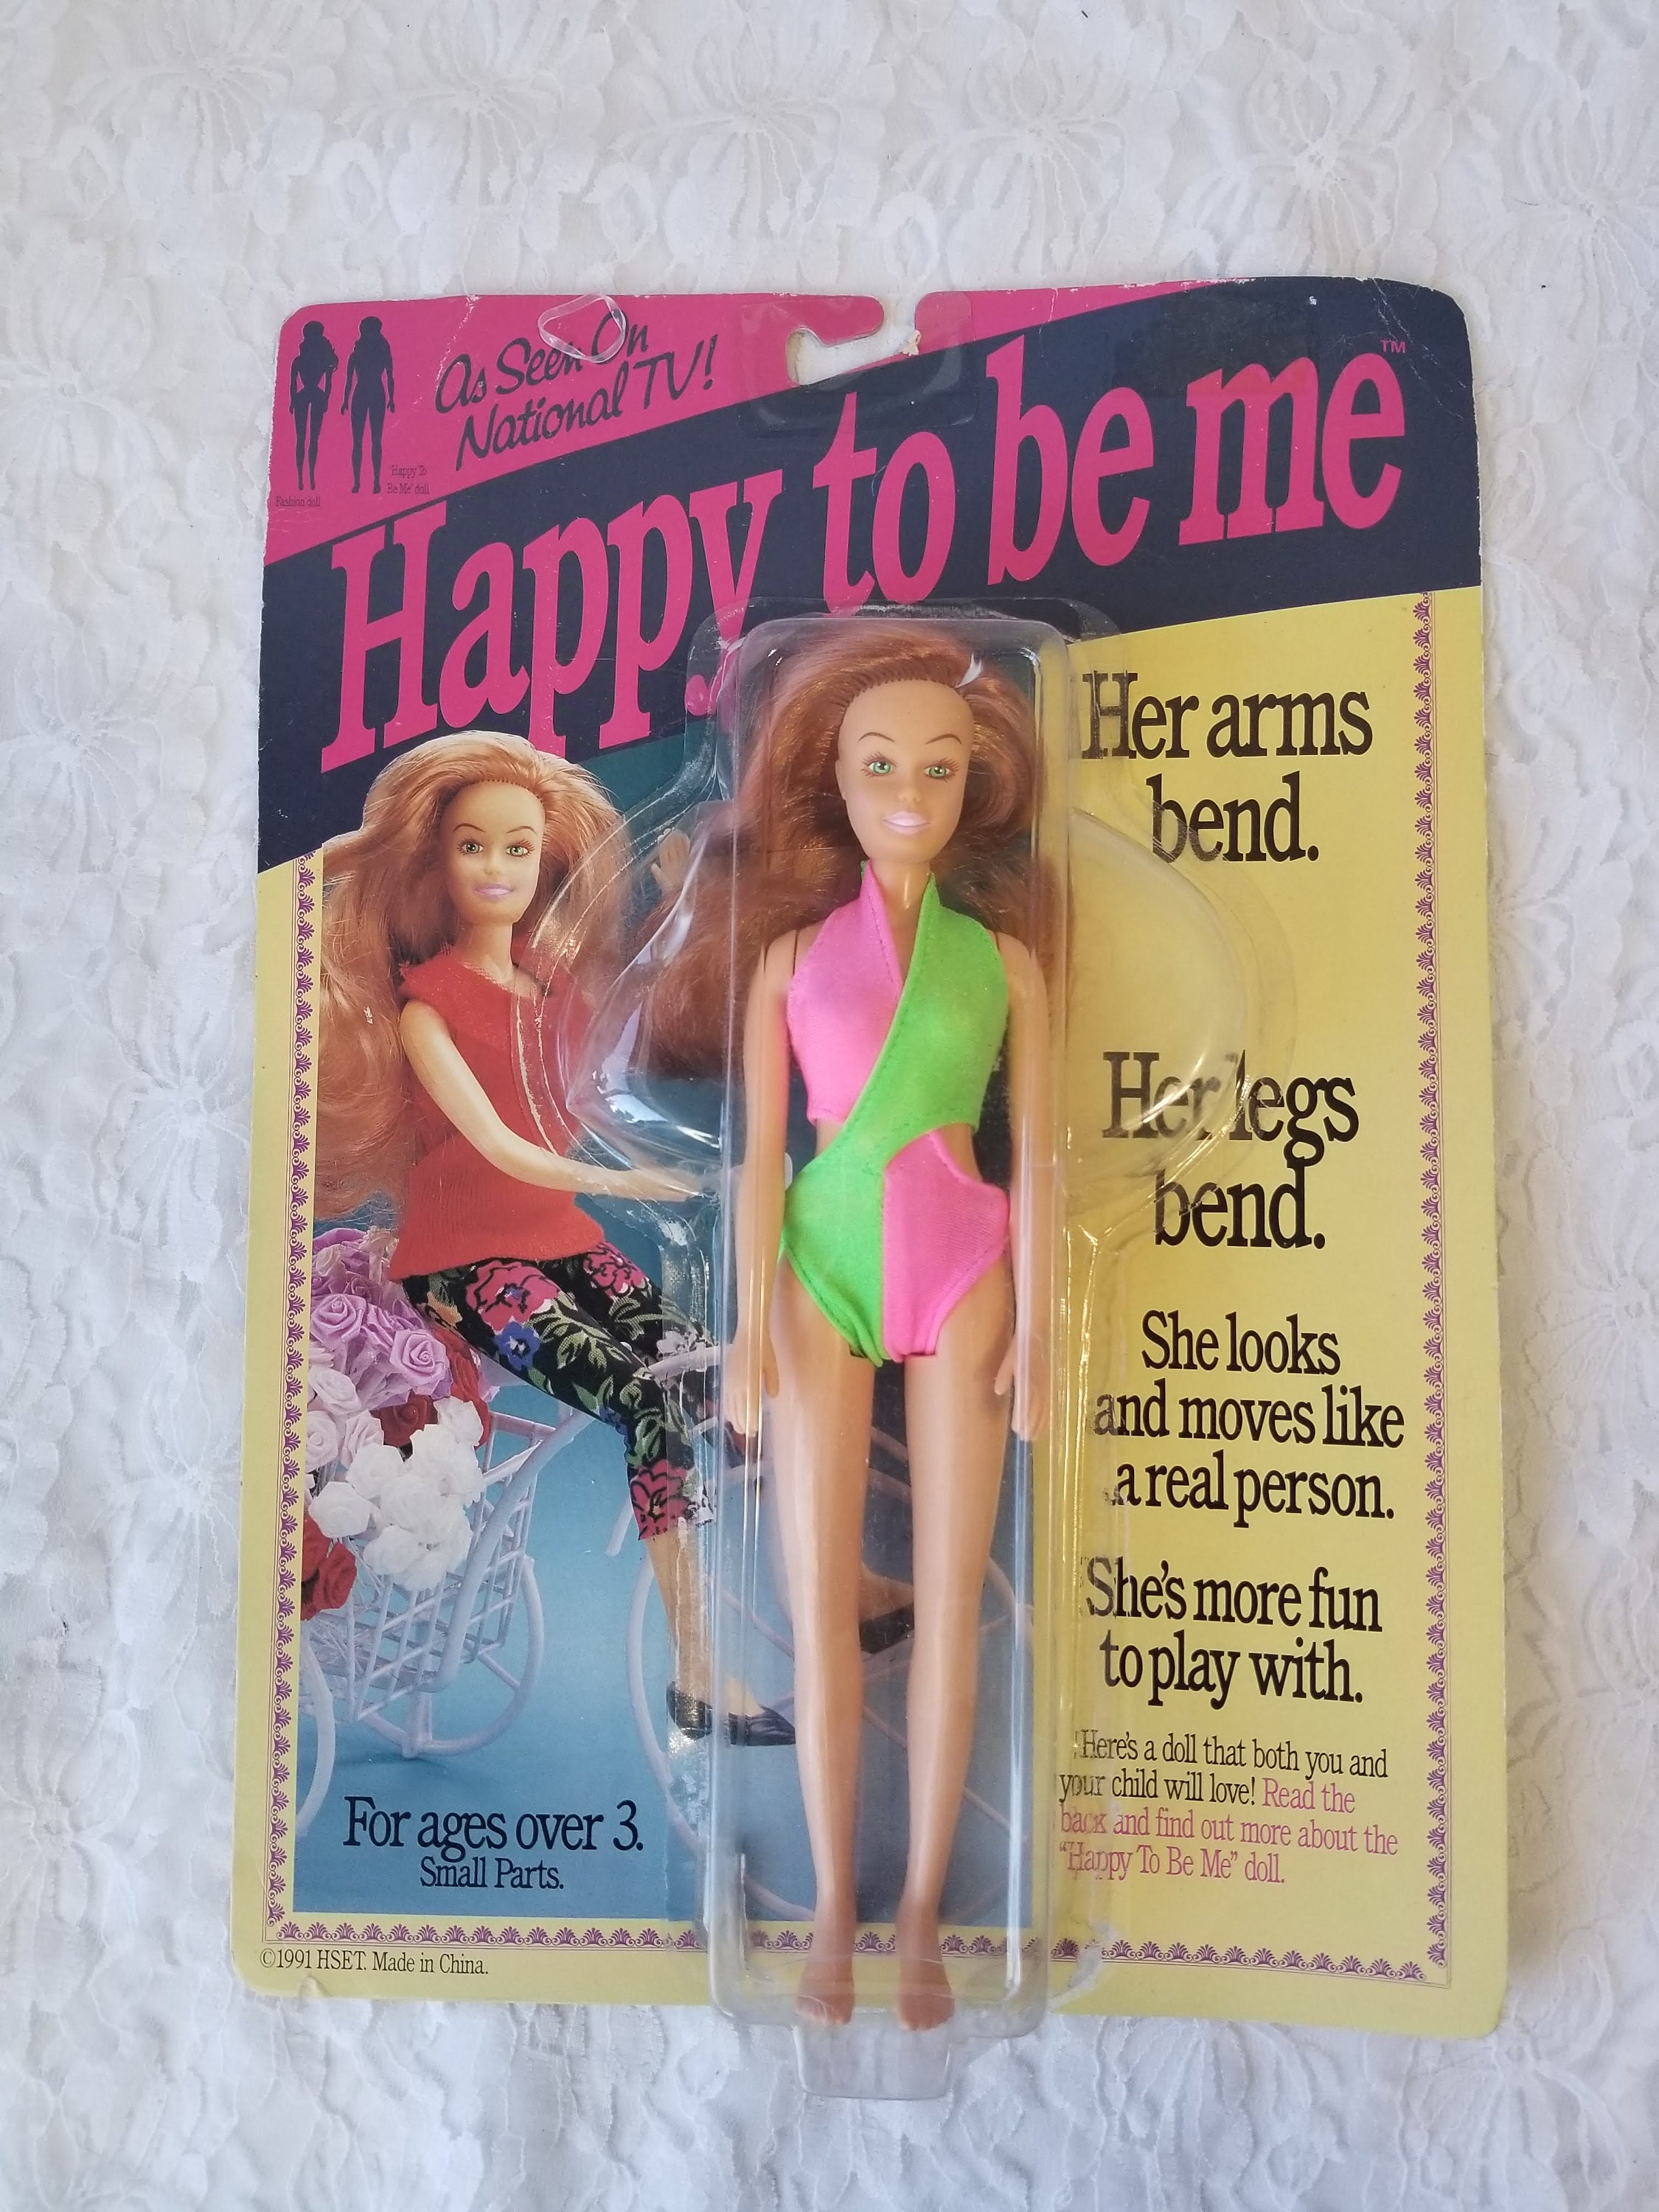 As Seen On
National TV!
Fashion doll
"Happy To
Be Me" doll
Happy to be me™
Her arms
bend.
Her legs
bend.
She looks
and moves like
a real person.
She's more fun
to play with.
Here's a doll that both you and
your child will love! Read the
back and find out more about the
"Happy To Be Me" doll.
For ages over 3.
Small Parts.
©1991 HSET. Made in China.